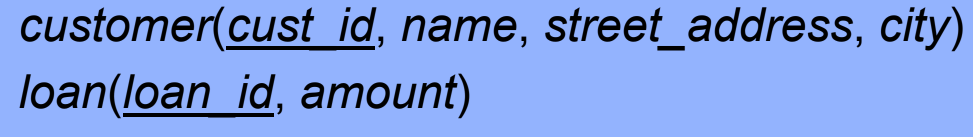 customer(cust_id, name, street_address, city)
loan(loan_id, amount)